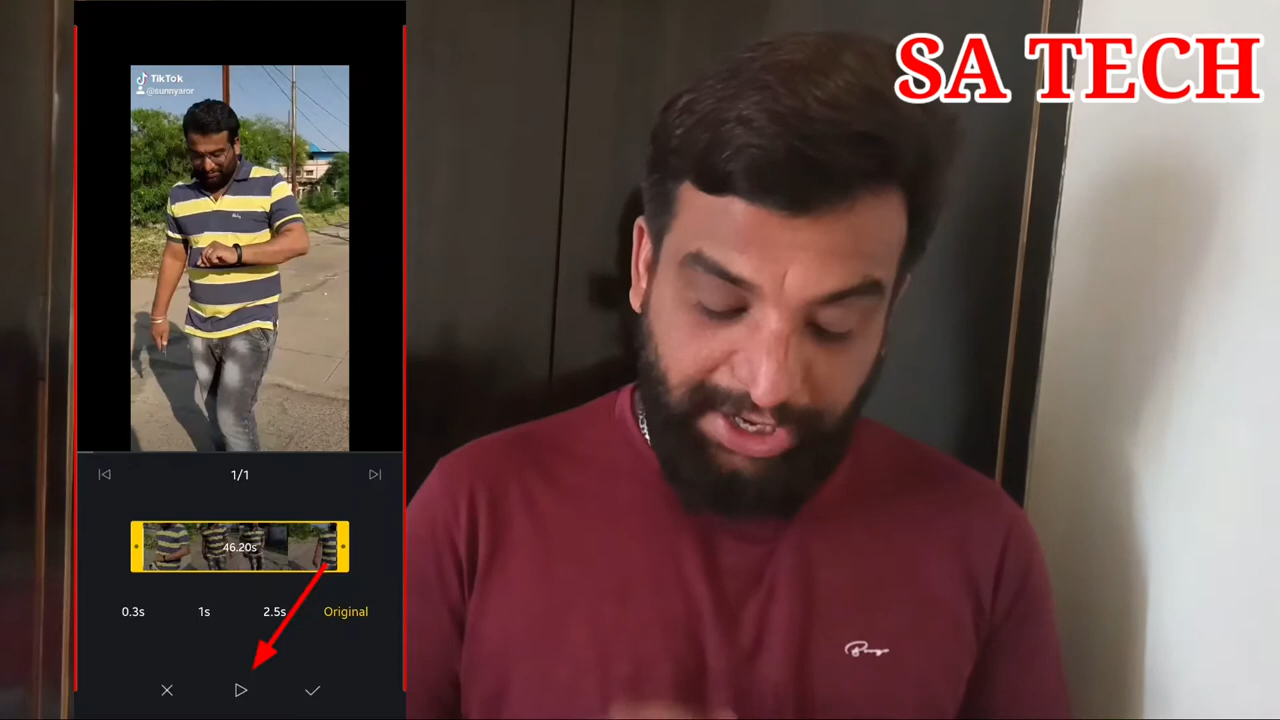 SA TECH
TikTok
@sunnyaror
1/1
46.20s
0.3s 1s 2.5s Original